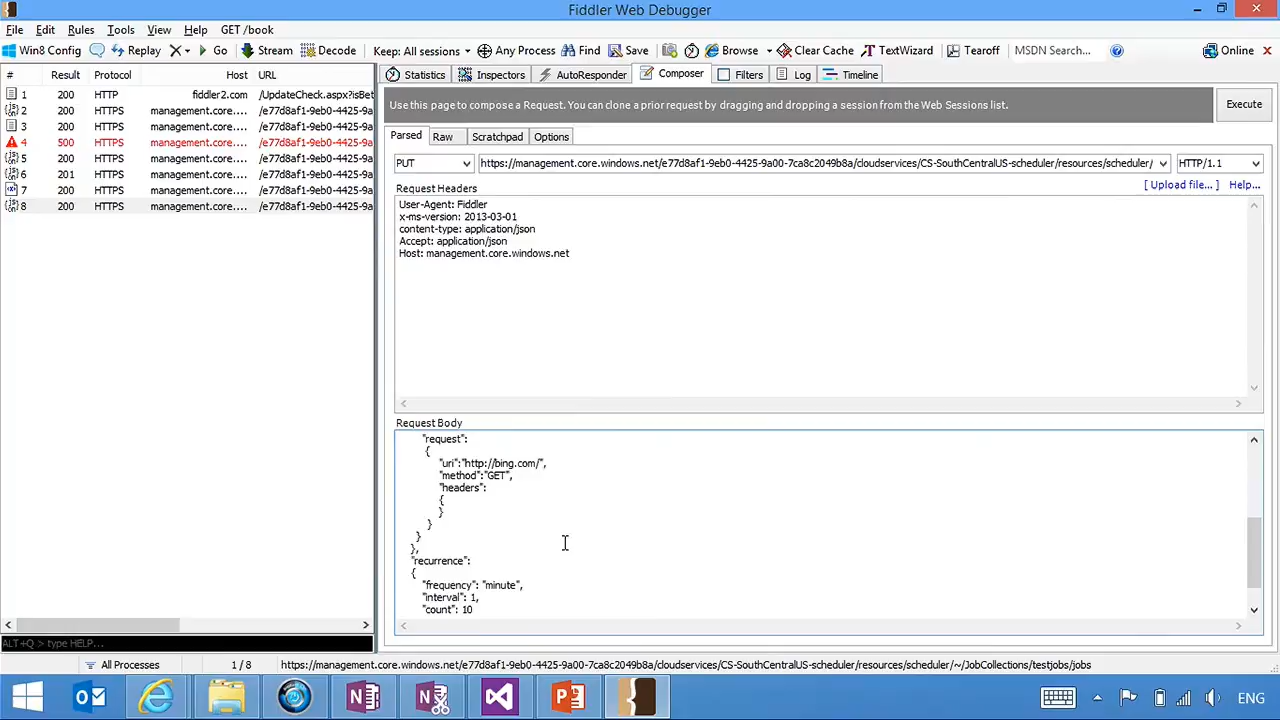 Fiddler Web Debugger
File Edit Rules Tools View Help GET /book
Win8 Config Replay Go Stream Decode Keep: All sessions Any Process Find Save Browse Clear Cache TextWizard Tearoff MSDN Search... Online
# Result Protocol Host URL
1 200 HTTP fiddler2.com /UpdateCheck.aspx?isBet
2 200 HTTPS management.core.... /e77d8af1-9eb0-4425-9a
3 200 HTTPS management.core.... /e77d8af1-9eb0-4425-9a
4 500 HTTPS management.core.... /e77d8af1-9eb0-4425-9a
5 200 HTTPS management.core.... /e77d8af1-9eb0-4425-9a
6 201 HTTPS management.core.... /e77d8af1-9eb0-4425-9a
7 200 HTTPS management.core.... /e77d8af1-9eb0-4425-9a
8 200 HTTPS management.core.... /e77d8af1-9eb0-4425-9a
Statistics Inspectors AutoResponder Composer Filters Log Timeline
Use this page to compose a Request. You can clone a prior request by dragging and dropping a session from the Web Sessions list.
Execute
Parsed Raw Scratchpad Options
PUT https://management.core.windows.net/e77d8af1-9eb0-4425-9a00-7ca8c2049b8a/cloudservices/CS-SouthCentralUS-scheduler/resources/scheduler/ HTTP/1.1
Request Headers [ Upload file... ] Help...
User-Agent: Fiddler
x-ms-version: 2013-03-01
content-type: application/json
Accept: application/json
Host: management.core.windows.net
Request Body
"request":
{
"uri":"http://bing.com/",
"method":"GET",
"headers":
{
}
}
}
},
"recurrence":
{
"frequency": "minute",
"interval": 1,
"count": 10
ALT+Q > type HELP...
All Processes 1 / 8 https://management.core.windows.net/e77d8af1-9eb0-4425-9a00-7ca8c2049b8a/cloudservices/CS-SouthCentralUS-scheduler/resources/scheduler/~/JobCollections/testjobs/jobs
ENG